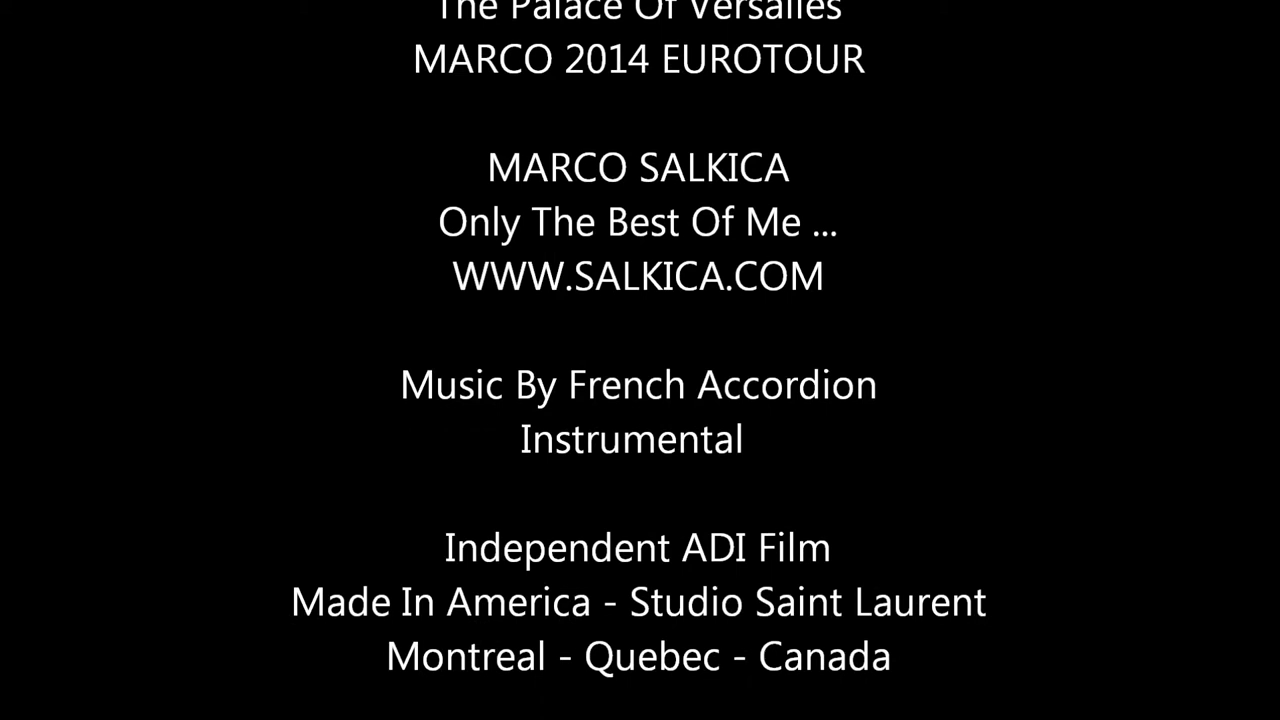 The Palace Of Versailes
MARCO 2014 EUROTOUR
MARCO SALKICA
Only The Best Of Me ...
WWW.SALKICA.COM
Music By French Accordion
Instrumental
Independent ADI Film
Made In America - Studio Saint Laurent
Montreal - Quebec - Canada